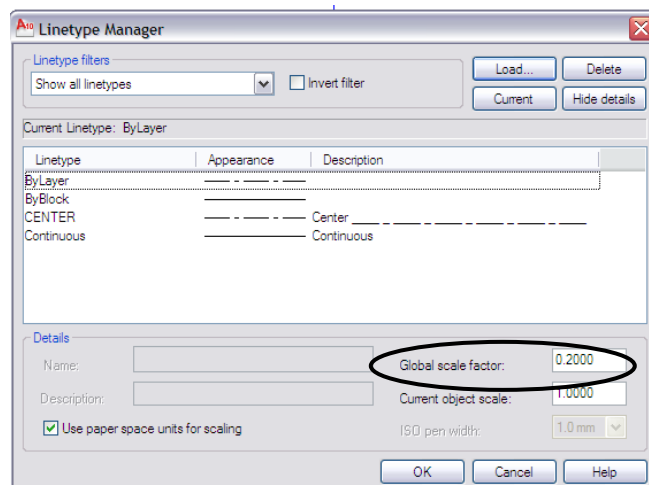 A10 Linetype Manager
Linetype filters
Show all linetypes
Invert filter
Load...
Delete
Current
Hide details
Current Linetype: ByLayer
Linetype Appearance Description
ByLayer
ByBlock
CENTER Center
Continuous Continuous
Details
Name:
Global scale factor: 0.2000
Description:
Current object scale: 1.0000
Use paper space units for scaling
ISO pen width: 1.0 mm
OK Cancel Help